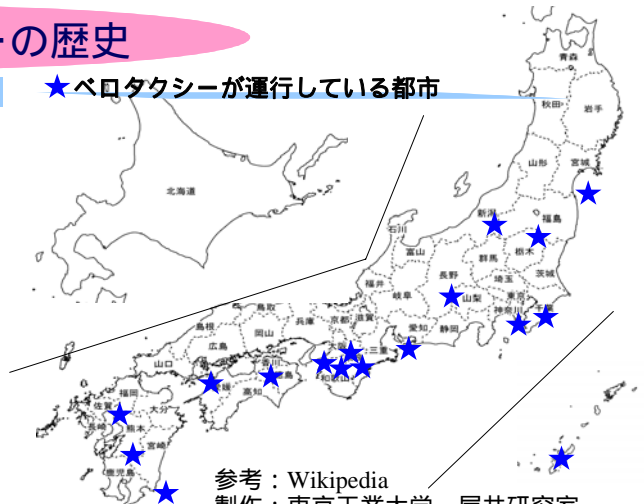 ーの歴史
★ベロタクシーが運行している都市
青森
秋田
岩手
山形
宮城
北海道
新潟
福島
石川
富山
群馬
栃木
長野
埼玉
茨城
福井
岐阜
山梨
東京
千葉
神奈川
鳥取
兵庫
京都
滋賀
愛知
静岡
島根
岡山
広島
三重
山口
香川
和歌山
愛媛
高知
福岡
佐賀
大分
長崎
熊本
宮崎
鹿児島
参考：Wikipedia